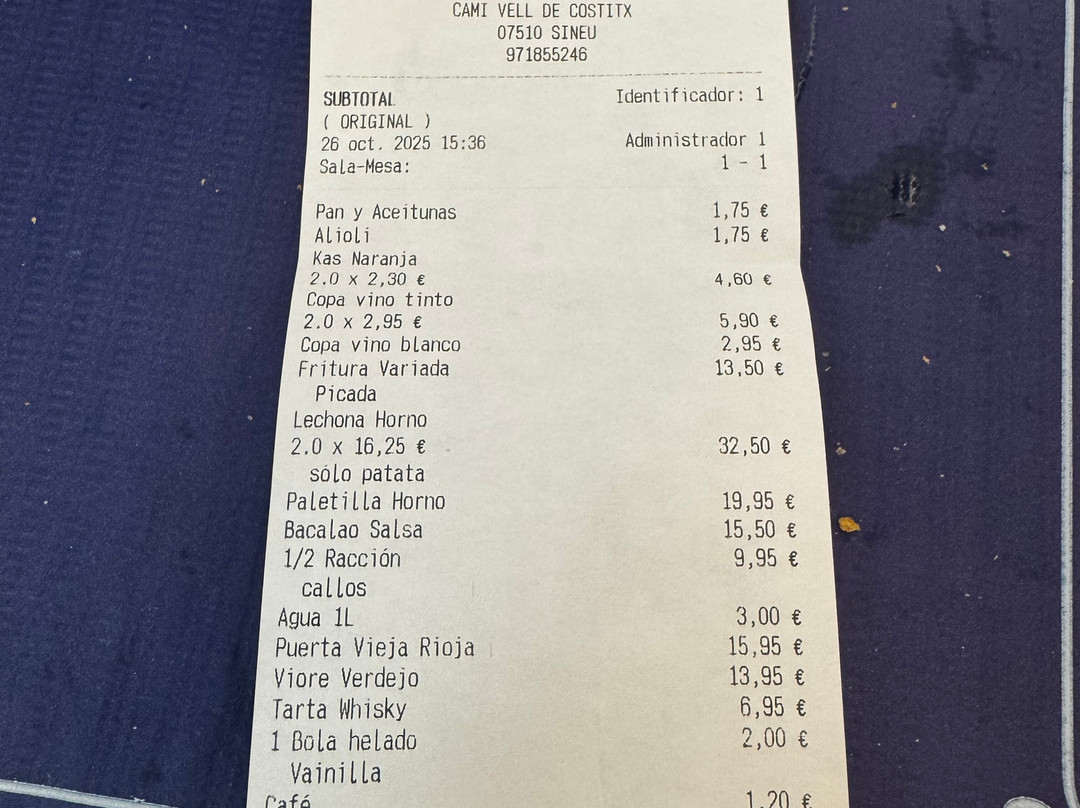 CAMI VELL DE COSTITX
07510 SINEU
971855246
SUBTOTAL Identificador: 1
( ORIGINAL )
26 oct. 2025 15:36 Administrador 1
Sala-Mesa: 1 - 1
Pan y Aceitunas 1,75 €
Alioli 1,75 €
Kas Naranja
2.0 x 2,30 € 4,60 €
Copa vino tinto
2.0 x 2,95 € 5,90 €
Copa vino blanco 2,95 €
Fritura Variada 13,50 €
Picada
Lechona Horno
2.0 x 16,25 € 32,50 €
sólo patata
Paletilla Horno 19,95 €
Bacalao Salsa 15,50 €
1/2 Racción 9,95 €
callos
Agua 1L 3,00 €
Puerta Vieja Rioja 15,95 €
Viore Verdejo 13,95 €
Tarta Whisky 6,95 €
1 Bola helado 2,00 €
Vainilla
Café 1,20 €